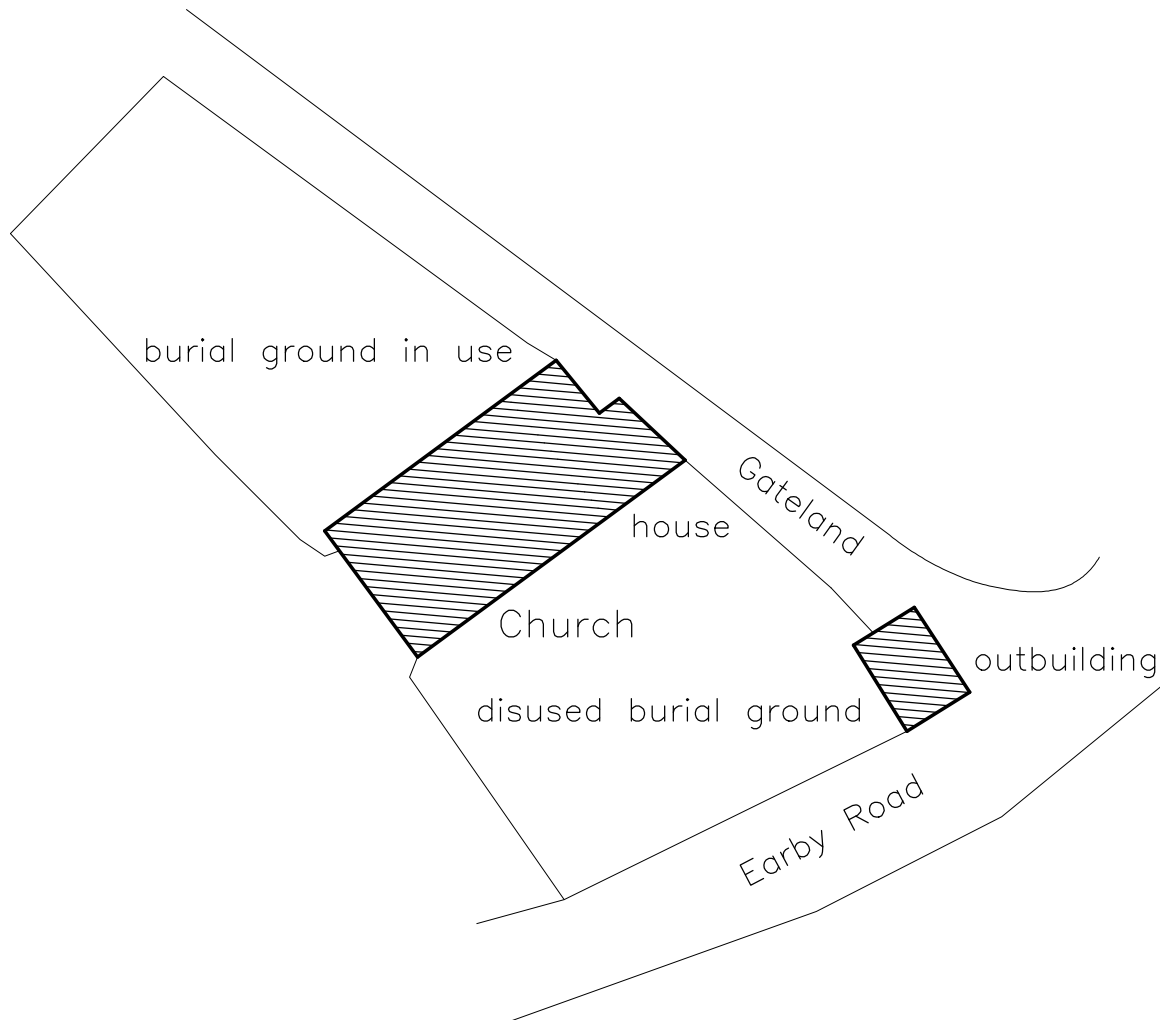 burial ground in use
Gateland
house
Church
outbuilding
disused burial ground
Earby Road